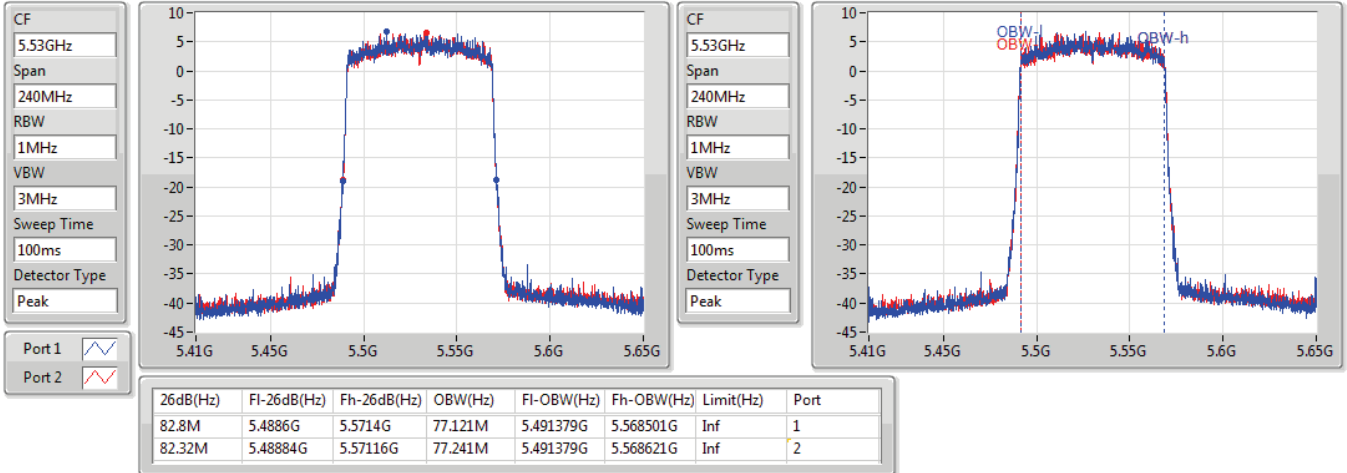 CF
5.53GHz
Span
240MHz
RBW
1MHz
VBW
3MHz
Sweep Time
100ms
Detector Type
Peak
10
5
0
-5
-10
-15
-20
-25
-30
-35
-40
-45
5.41G 5.45G 5.5G 5.55G 5.6G 5.65G
CF
5.53GHz
Span
240MHz
RBW
1MHz
VBW
3MHz
Sweep Time
100ms
Detector Type
Peak
10
5
0
-5
-10
-15
-20
-25
-30
-35
-40
-45
OBW-l
OBW
OBW-h
5.41G 5.45G 5.5G 5.55G 5.6G 5.65G
Port 1
Port 2
26dB(Hz) Fl-26dB(Hz) Fh-26dB(Hz) OBW(Hz) Fl-OBW(Hz) Fh-OBW(Hz) Limit(Hz) Port
82.8M 5.4886G 5.5714G 77.121M 5.491379G 5.568501G Inf 1
82.32M 5.48884G 5.57116G 77.241M 5.491379G 5.568621G Inf 2